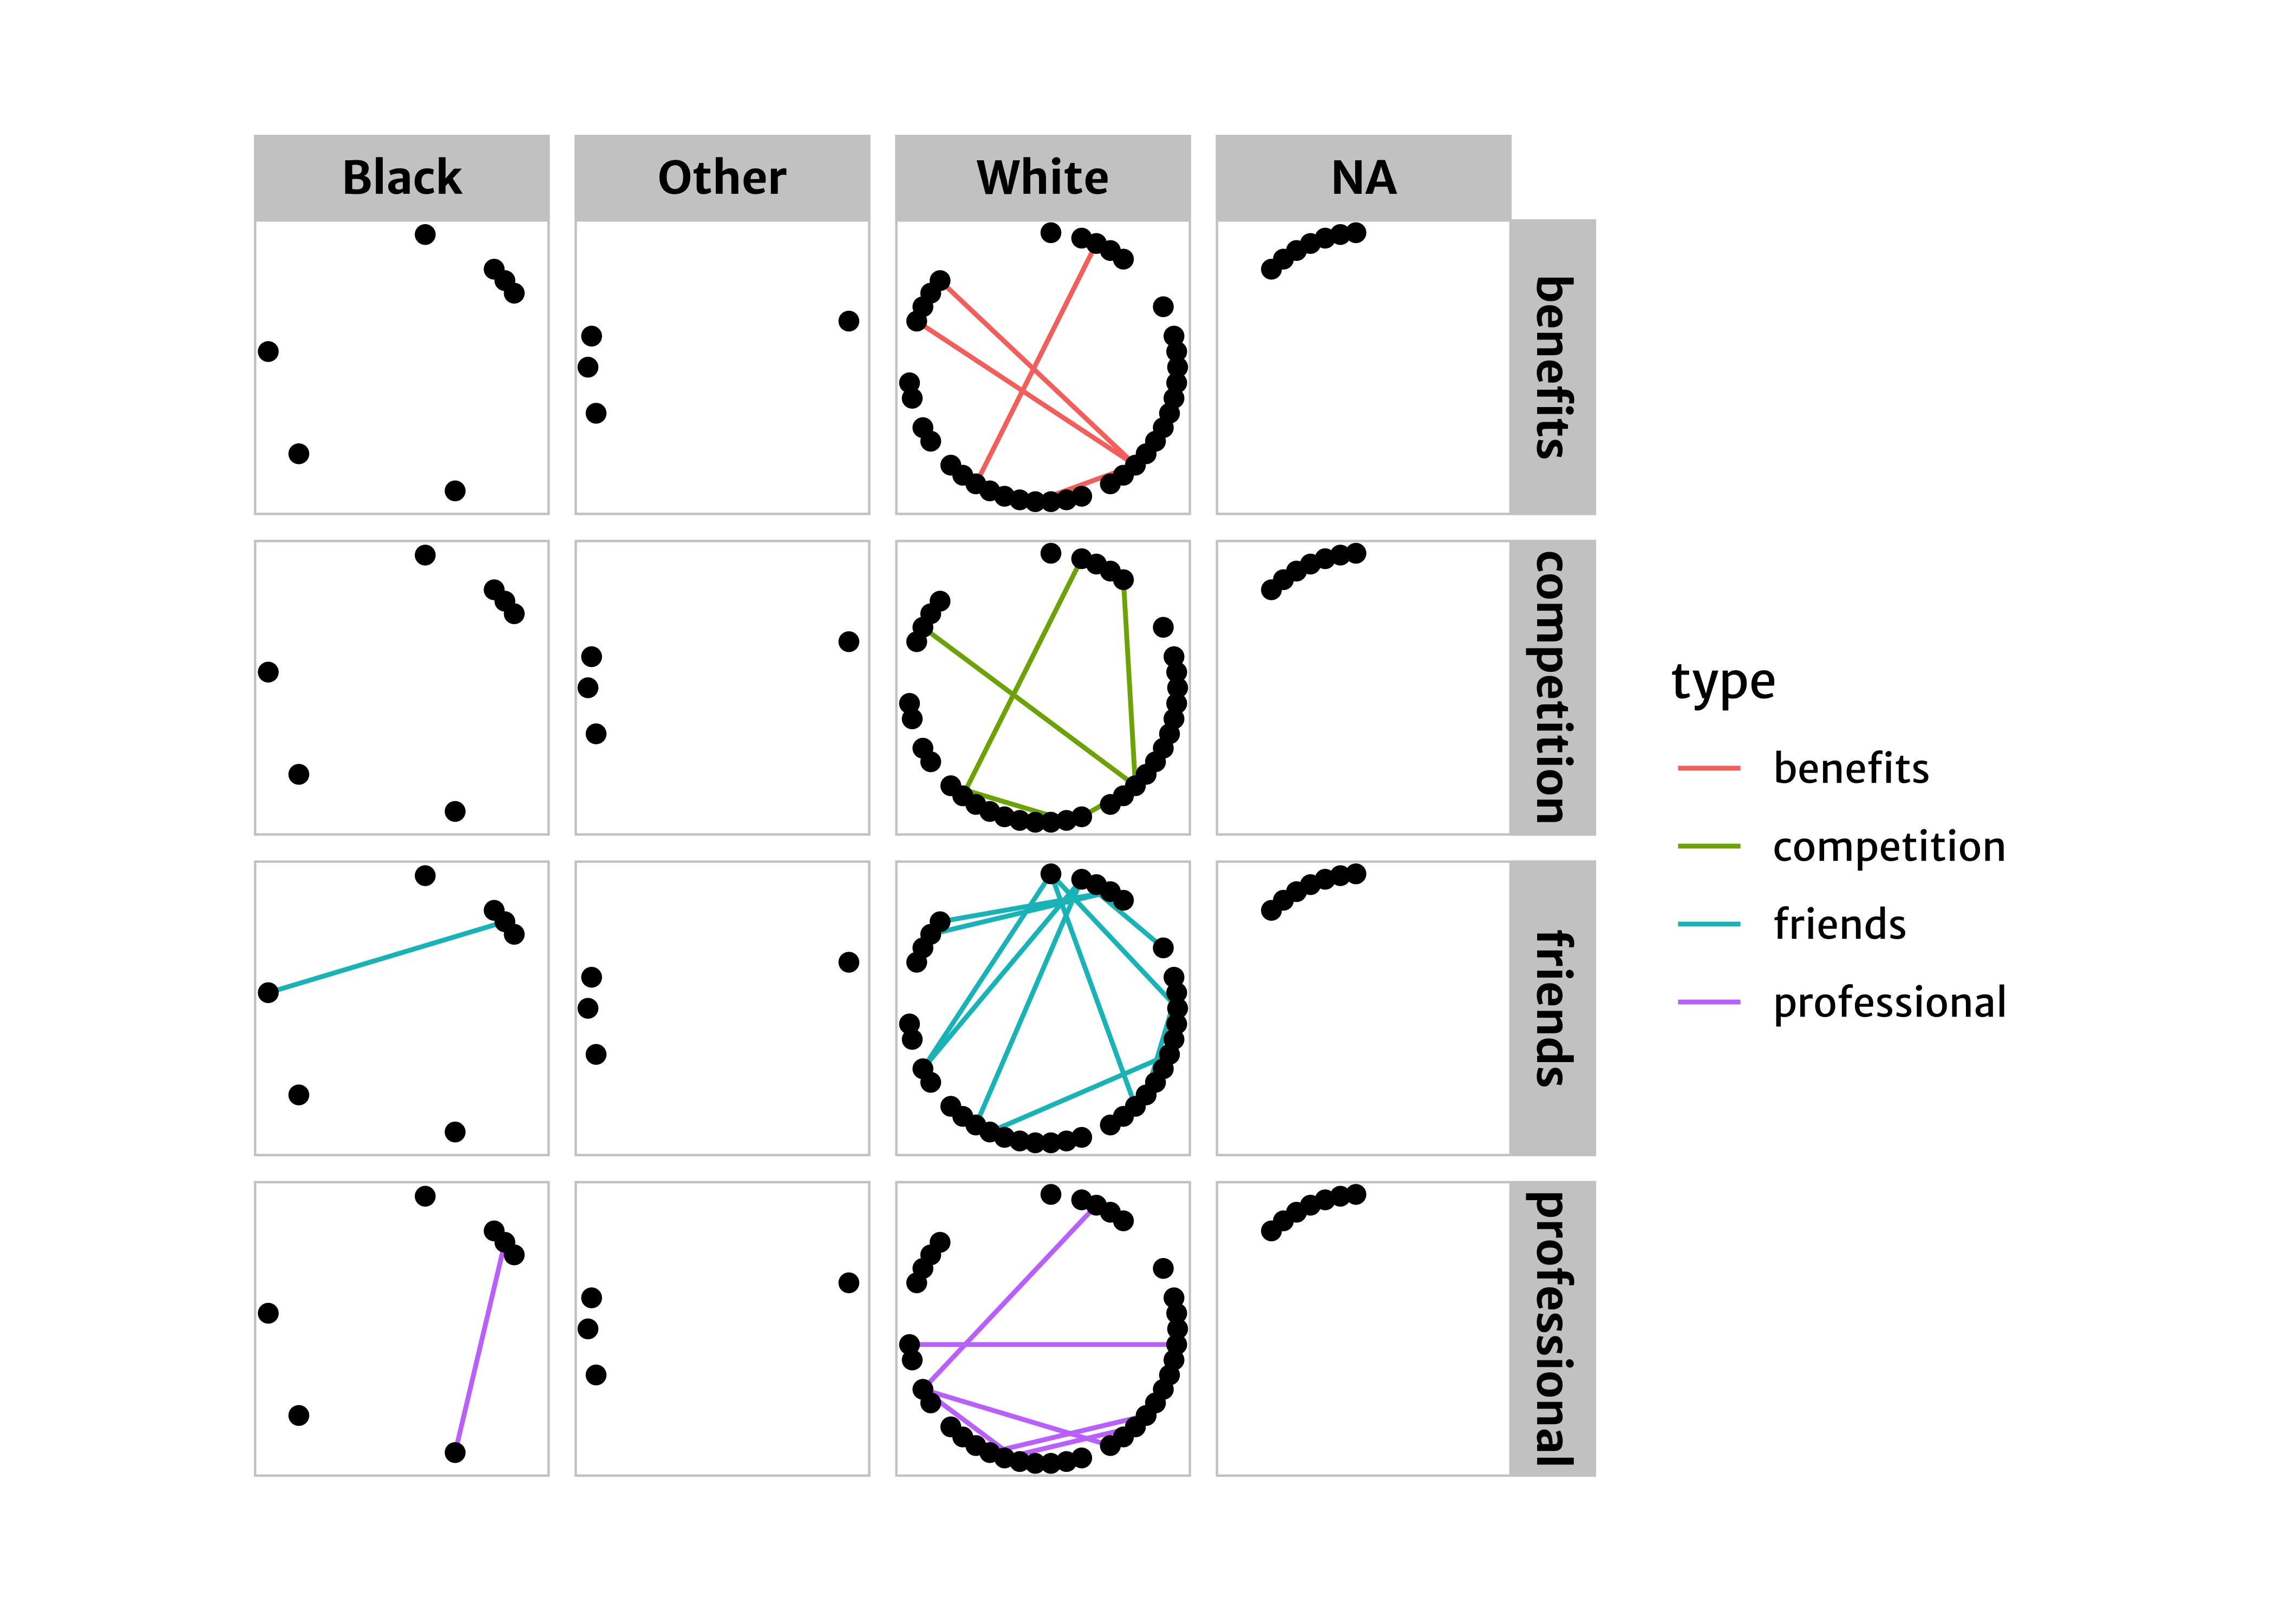 Black
Other
White
NA
benefits
competition
friends
professional
type
benefits
competition
friends
professional